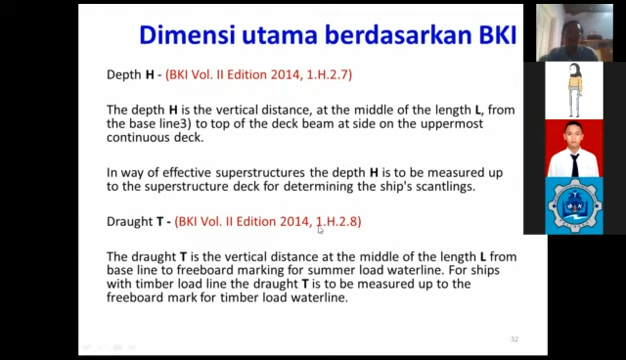 Dimensi utama berdasarkan BKI
Depth H - (BKI Vol. II Edition 2014, 1.H.2.7)
The depth H is the vertical distance, at the middle of the length L, from
the base line3) to top of the deck beam at side on the uppermost
continuous deck.
In way of effective superstructures the depth H is to be measured up
to the superstructure deck for determining the ship's scantlings.
Draught T - (BKI Vol. II Edition 2014, 1.H.2.8)
The draught T is the vertical distance at the middle of the length L from
base line to freeboard marking for summer load waterline. For ships
with timber load line the draught T is to be measured up to the
freeboard mark for timber load waterline.
32